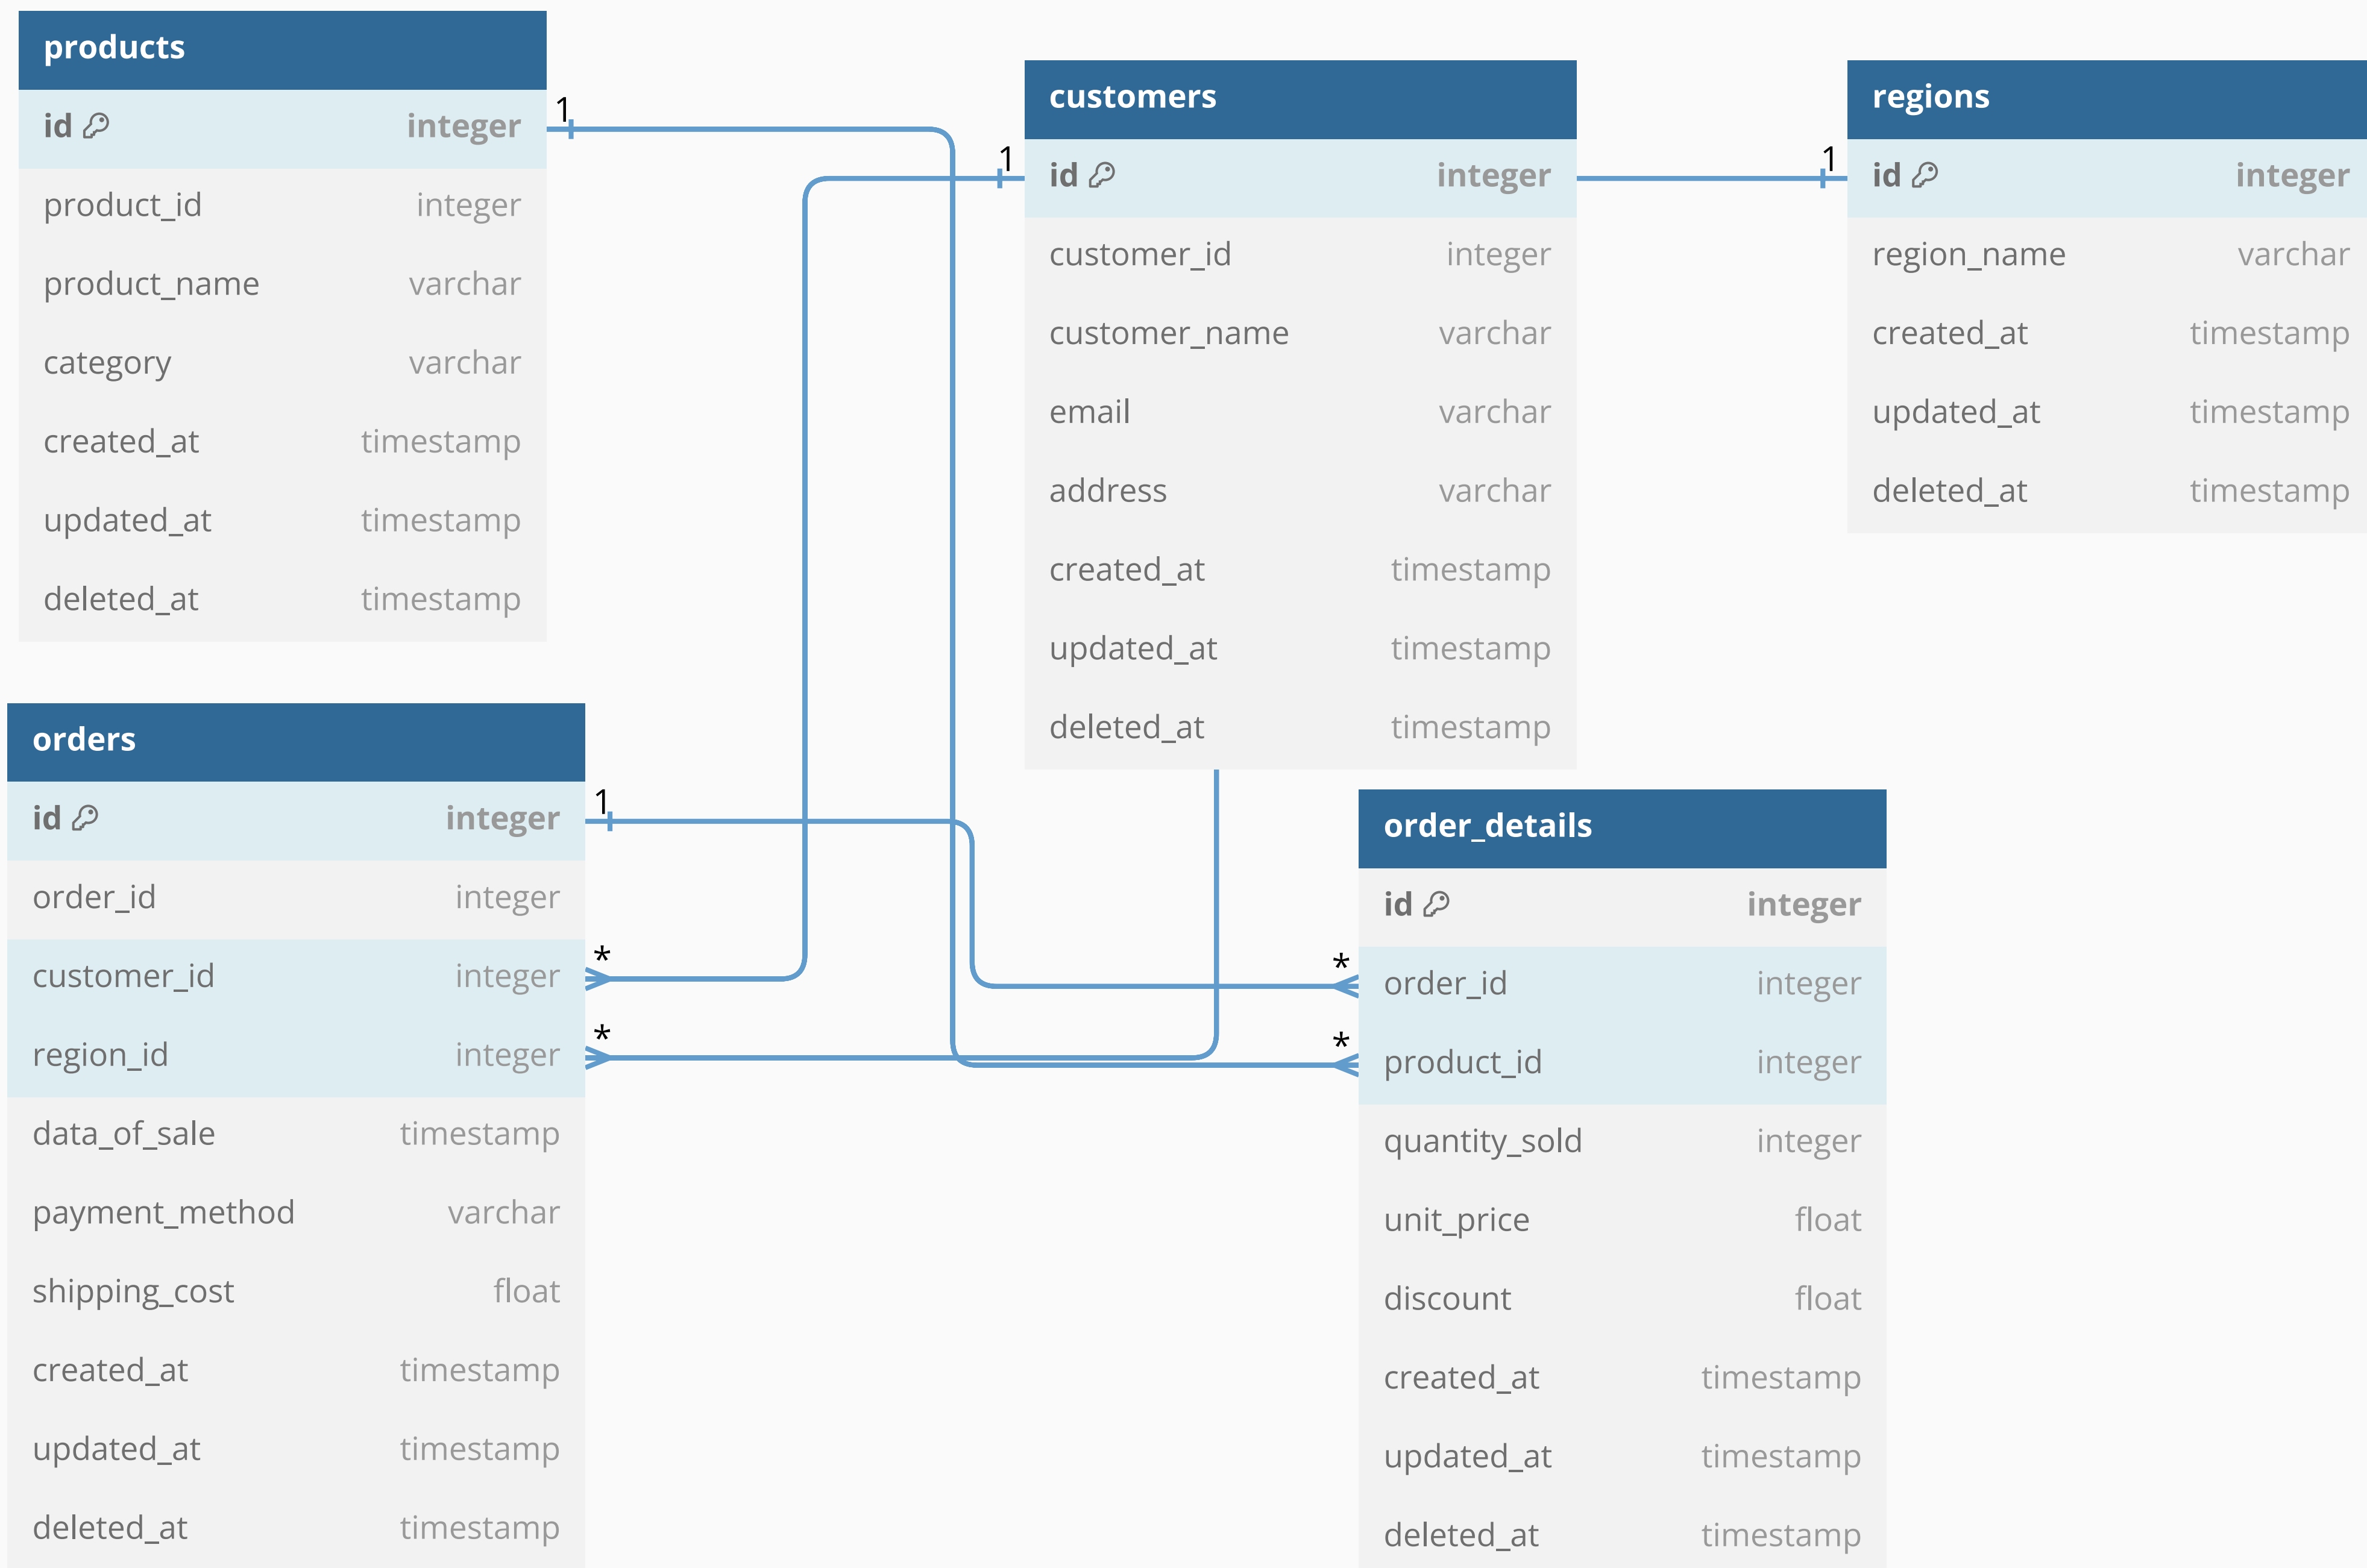 products
id integer
product_id integer
product_name varchar
category varchar
created_at timestamp
updated_at timestamp
deleted_at timestamp
1
customers
1
id integer
customer_id integer
customer_name varchar
email varchar
address varchar
created_at timestamp
updated_at timestamp
deleted_at timestamp
regions
1
id integer
region_name varchar
created_at timestamp
updated_at timestamp
deleted_at timestamp
orders
id integer
1
order_id integer
customer_id integer
*
region_id integer
*
data_of_sale timestamp
payment_method varchar
shipping_cost float
created_at timestamp
updated_at timestamp
deleted_at timestamp
order_details
id integer
*
order_id integer
*
product_id integer
quantity_sold integer
unit_price float
discount float
created_at timestamp
updated_at timestamp
deleted_at timestamp